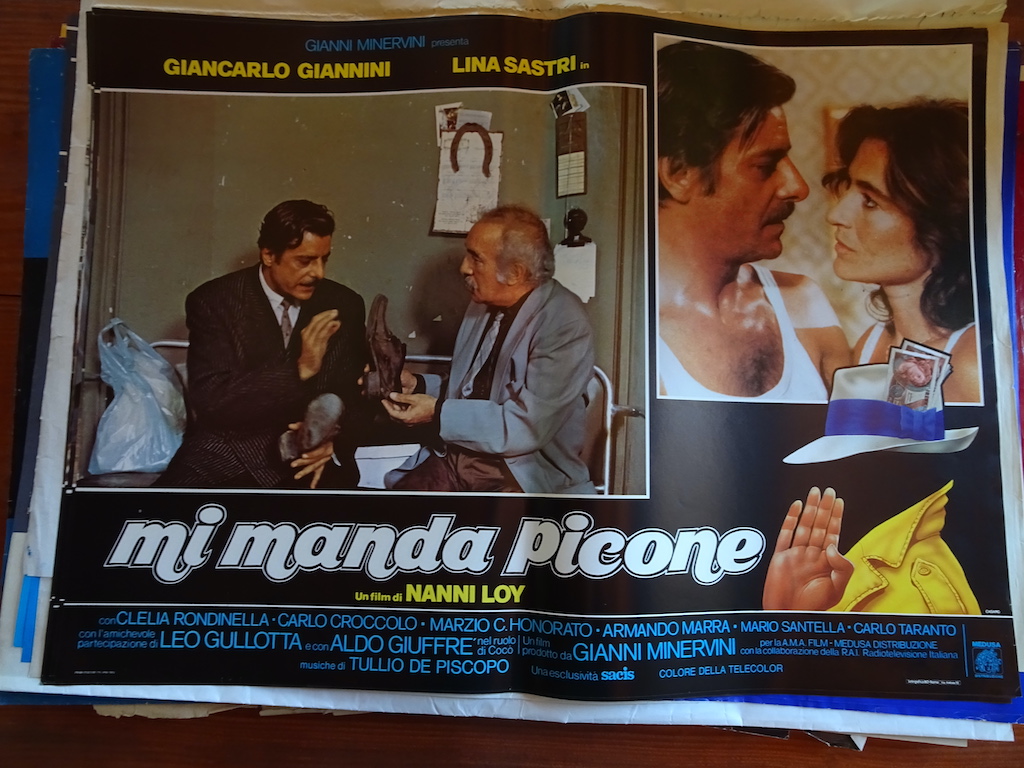 GIANNI MINERVINI presenta
GIANCARLO GIANNINI LINA SASTRI in
mi manda picone
Un film di NANNI LOY
con CLELIA RONDINELLA • CARLO CROCCOLO • MARZIO C. HONORATO • ARMANDO MARRA • MARIO SANTELLA • CARLO TARANTO
con l'amichevole partecipazione di LEO GULLOTTA e con ALDO GIUFFRE' nel ruolo di Cocò Un film prodotto da GIANNI MINERVINI per la A.M.A. FILM - MEDUSA DISTRIBUZIONE con la collaborazione della R.A.I. Radiotelevisione Italiana
musiche di TULLIO DE PISCOPO Una esclusività sacis COLORE DELLA TELECOLOR
MEDUSA